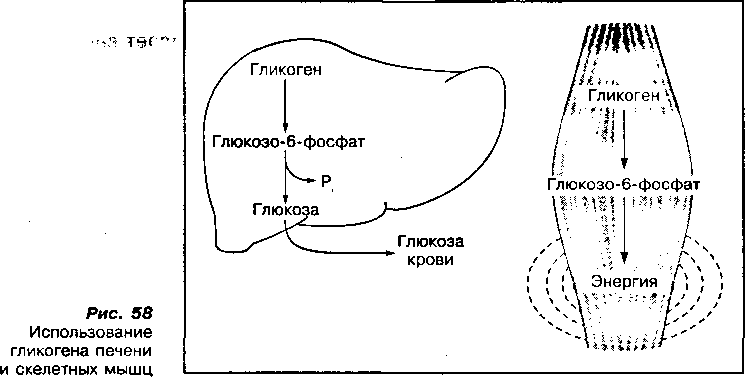 Гликоген
Глюкозо-6-фосфат
P
Глюкоза
Глюкоза
крови
Гликоген
Глюкозо-6-фосфат
Энергия
Рис. 58
Использование
гликогена печени
и скелетных мышц